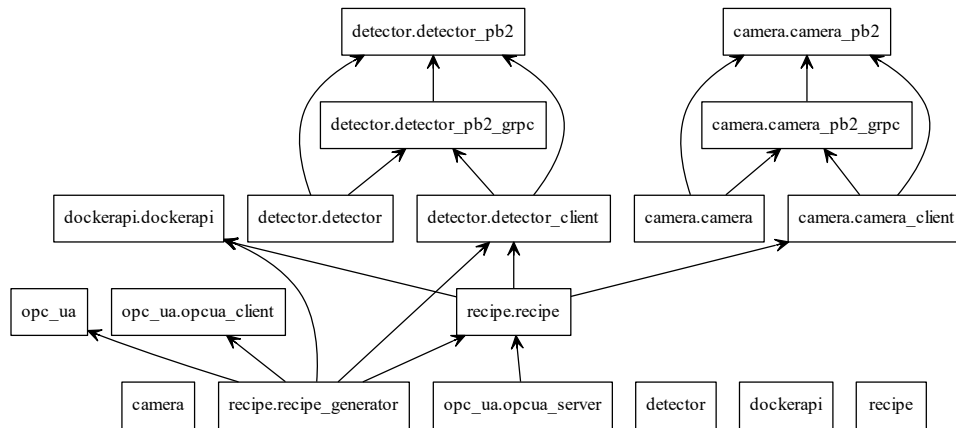 detector.detector_pb2
camera.camera_pb2
detector.detector_pb2_grpc
camera.camera_pb2_grpc
dockerapi.dockerapi
detector.detector
detector.detector_client
camera.camera
camera.camera_client
opc_ua
opc_ua.opcua_client
recipe.recipe
camera
recipe.recipe_generator
opc_ua.opcua_server
detector
dockerapi
recipe